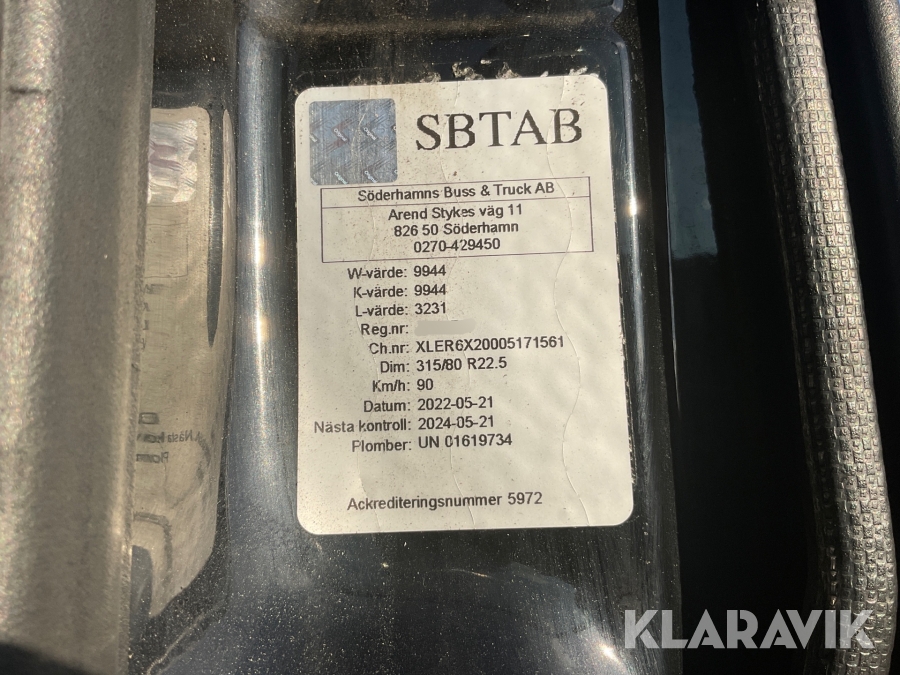 SBTAB
Söderhamns Buss & Truck AB
Arend Stykes väg 11
826 50 Söderhamn
0270-429450
W-värde: 9944
K-värde: 9944
L-värde: 3231
Reg.nr:
Ch.nr: XLER6X20005171561
Dim: 315/80 R22.5
Km/h: 90
Datum: 2022-05-21
Nästa kontroll: 2024-05-21
Plomber: UN 01619734
Ackrediteringsnummer 5972
KLARAVIK